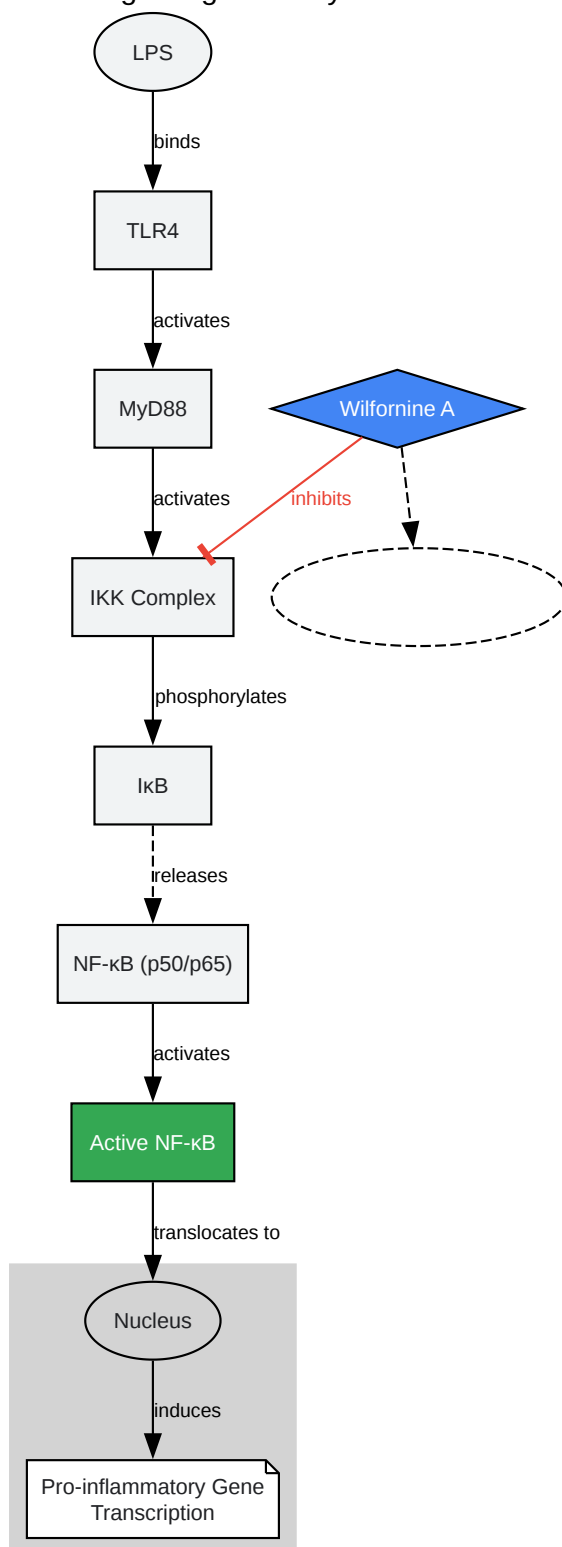 LPS
binds
TLR4
activates
MyD88
Wilfornine A
activates
inhibits
IKK Complex
phosphorylates
IκB
releases
NF-κB (p50/p65)
activates
Active NF-κB
translocates to
Nucleus
induces
Pro-inflammatory Gene
Transcription